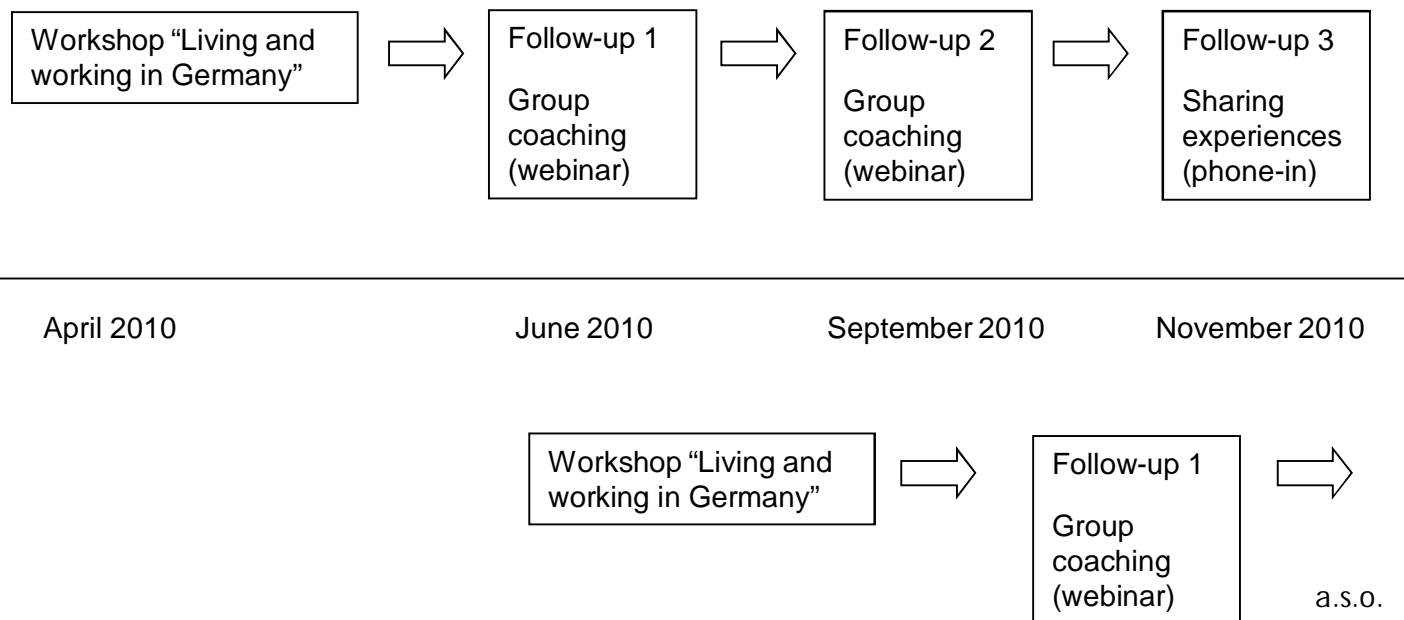 Workshop “Living and
working in Germany”
Follow-up 1
Group
coaching
(webinar)
Follow-up 2
Group
coaching
(webinar)
Follow-up 3
Sharing
experiences
(phone-in)
April 2010
June 2010
September 2010
November 2010
Workshop “Living and
working in Germany”
Follow-up 1
Group
coaching
(webinar)
a.s.o.